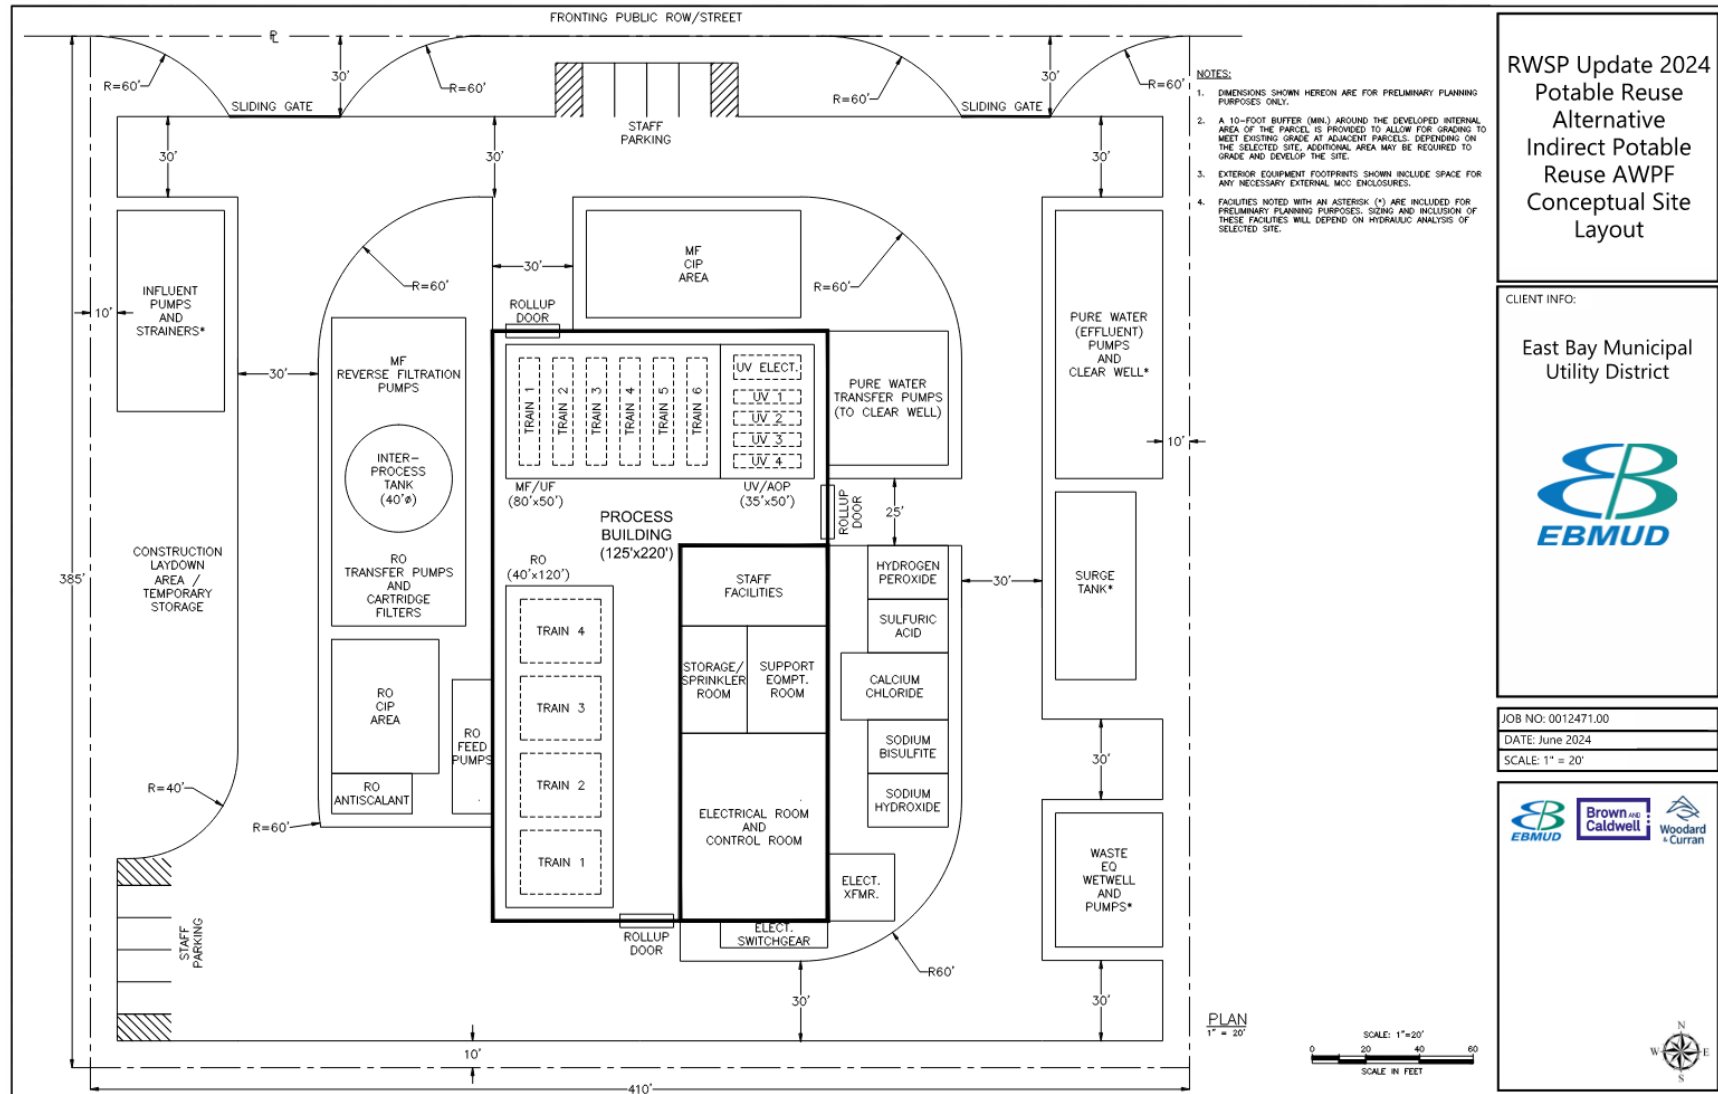 FRONTING PUBLIC ROW/STREET
R=60'
30'
R=60'
SLIDING GATE
STAFF
PARKING
R=60'
30'
R=60'
SLIDING GATE
30'
30'
30'
NOTES:
1. DIMENSIONS SHOWN HEREON ARE FOR PRELIMINARY PLANNING
PURPOSES ONLY.
2. A 10-FOOT BUFFER (MIN.) AROUND THE DEVELOPED INTERNAL
AREA OF THE PARCEL IS PROVIDED TO ALLOW FOR GRADING TO
MEET EXISTING GRADE AT ADJACENT PARCELS. DEPENDING ON
THE SELECTED SITE, ADDITIONAL AREA MAY BE REQUIRED TO
GRADE AND DEVELOP THE SITE.
3. EXTERIOR EQUIPMENT FOOTPRINTS SHOWN INCLUDE SPACE FOR
ANY NECESSARY EXTERNAL MCC ENCLOSURES.
4. FACILITIES NOTED WITH AN ASTERISK (*) ARE INCLUDED FOR
PRELIMINARY PLANNING PURPOSES. SIZING AND INCLUSION OF
THESE FACILITIES WILL DEPEND ON HYDRAULIC ANALYSIS OF
SELECTED SITE.
INFLUENT
PUMPS
AND
STRAINERS*
10'
30'
R=60'
30'
MF
CIP
AREA
R=60'
ROLLUP
DOOR
MF
REVERSE FILTRATION
PUMPS
INTER-
PROCESS
TANK
(40'ø)
RO
TRANSFER PUMPS
AND
CARTRIDGE
FILTERS
TRAIN 1
TRAIN 2
TRAIN 3
TRAIN 4
TRAIN 5
TRAIN 6
UV ELECT.
UV 1
UV 2
UV 3
UV 4
MF/UF
(80'x50')
UV/AOP
(35'x50')
PURE WATER
TRANSFER PUMPS
(TO CLEAR WELL)
PURE WATER
(EFFLUENT)
PUMPS
AND
CLEAR WELL*
10'
ROLLUP
DOOR
25'
PROCESS
BUILDING
(125'x220')
RO
(40'x120')
385'
CONSTRUCTION
LAYDOWN
AREA /
TEMPORARY
STORAGE
STAFF
FACILITIES
STORAGE/
SPRINKLER
ROOM
SUPPORT
EQMPT.
ROOM
ELECTRICAL ROOM
AND
CONTROL ROOM
HYDROGEN
PEROXIDE
SULFURIC
ACID
CALCIUM
CHLORIDE
SODIUM
BISULFITE
SODIUM
HYDROXIDE
30'
SURGE
TANK*
30'
TRAIN 4
TRAIN 3
TRAIN 2
TRAIN 1
RO
CIP
AREA
RO
FEED
PUMPS
RO
ANTISCALANT
R=40'
R=60'
ELECT.
XFMR.
ELECT.
SWITCHGEAR
ROLLUP
DOOR
R60'
WASTE
EQ
WETWELL
AND
PUMPS*
STAFF
PARKING
30'
30'
10'
410'
PLAN
1" = 20'
SCALE: 1"=20'
0 20 40 60
SCALE IN FEET
RWSP Update 2024
Potable Reuse
Alternative
Indirect Potable
Reuse AWPF
Conceptual Site
Layout
CLIENT INFO:
East Bay Municipal
Utility District
EBMUD
JOB NO: 0012471.00
DATE: June 2024
SCALE: 1" = 20'
EBMUD
Brown AND
Caldwell
Woodard
& Curran
N
W E
S